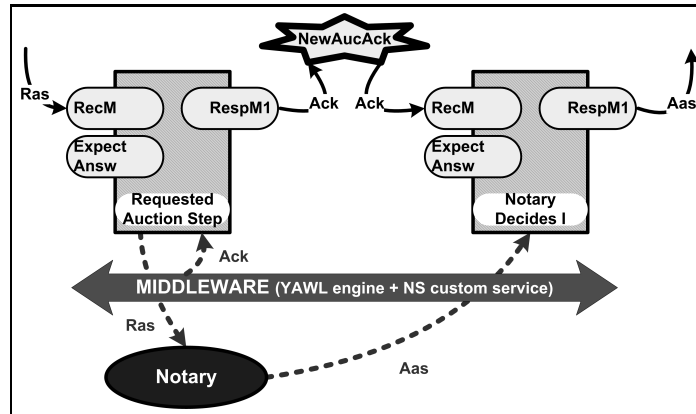 NewAucAck
Ras
RecM
RespM1
Ack
Ack
RecM
RespM1
Aas
Expect
Answ
Expect
Answ
Requested
Auction Step
Notary
Decides I
Ack
MIDDLEWARE (YAWL engine + NS custom service)
Ras
Notary
Aas